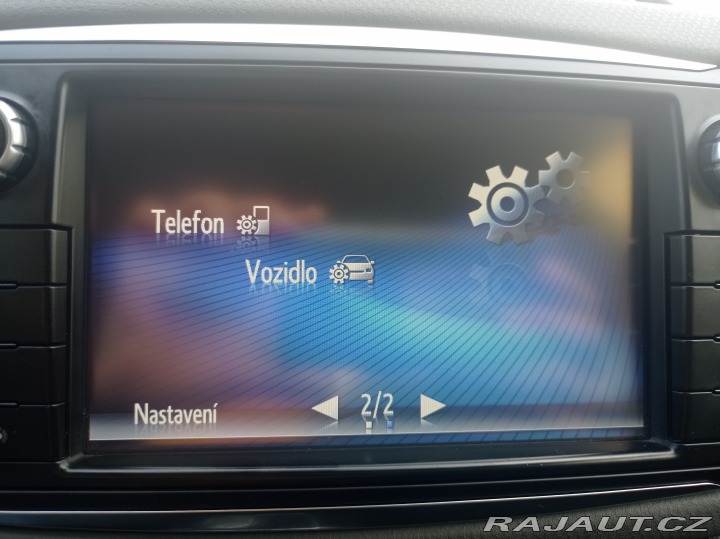 Telefon
Vozidlo
Nastavení
2/2
RAJAUT.CZ